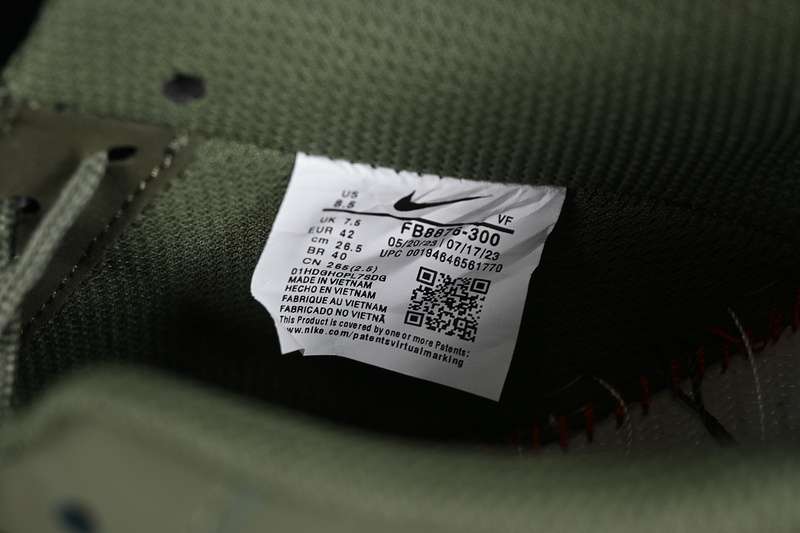 US
8.5
UK 7.5
EUR 42
cm 26.5
BR 40
CN 265(2.5)
VF
FB8876-300
05/20/23 | 07/17/23
UPC 00194646561770
MADE IN VIETNAM
HECHO EN VIETNAM
FABRIQUE AU VIETNAM
FABRICADO NO VIETNÃ
This Product is covered by one or more Patents:
www.nike.com/patentsvirtualmarking